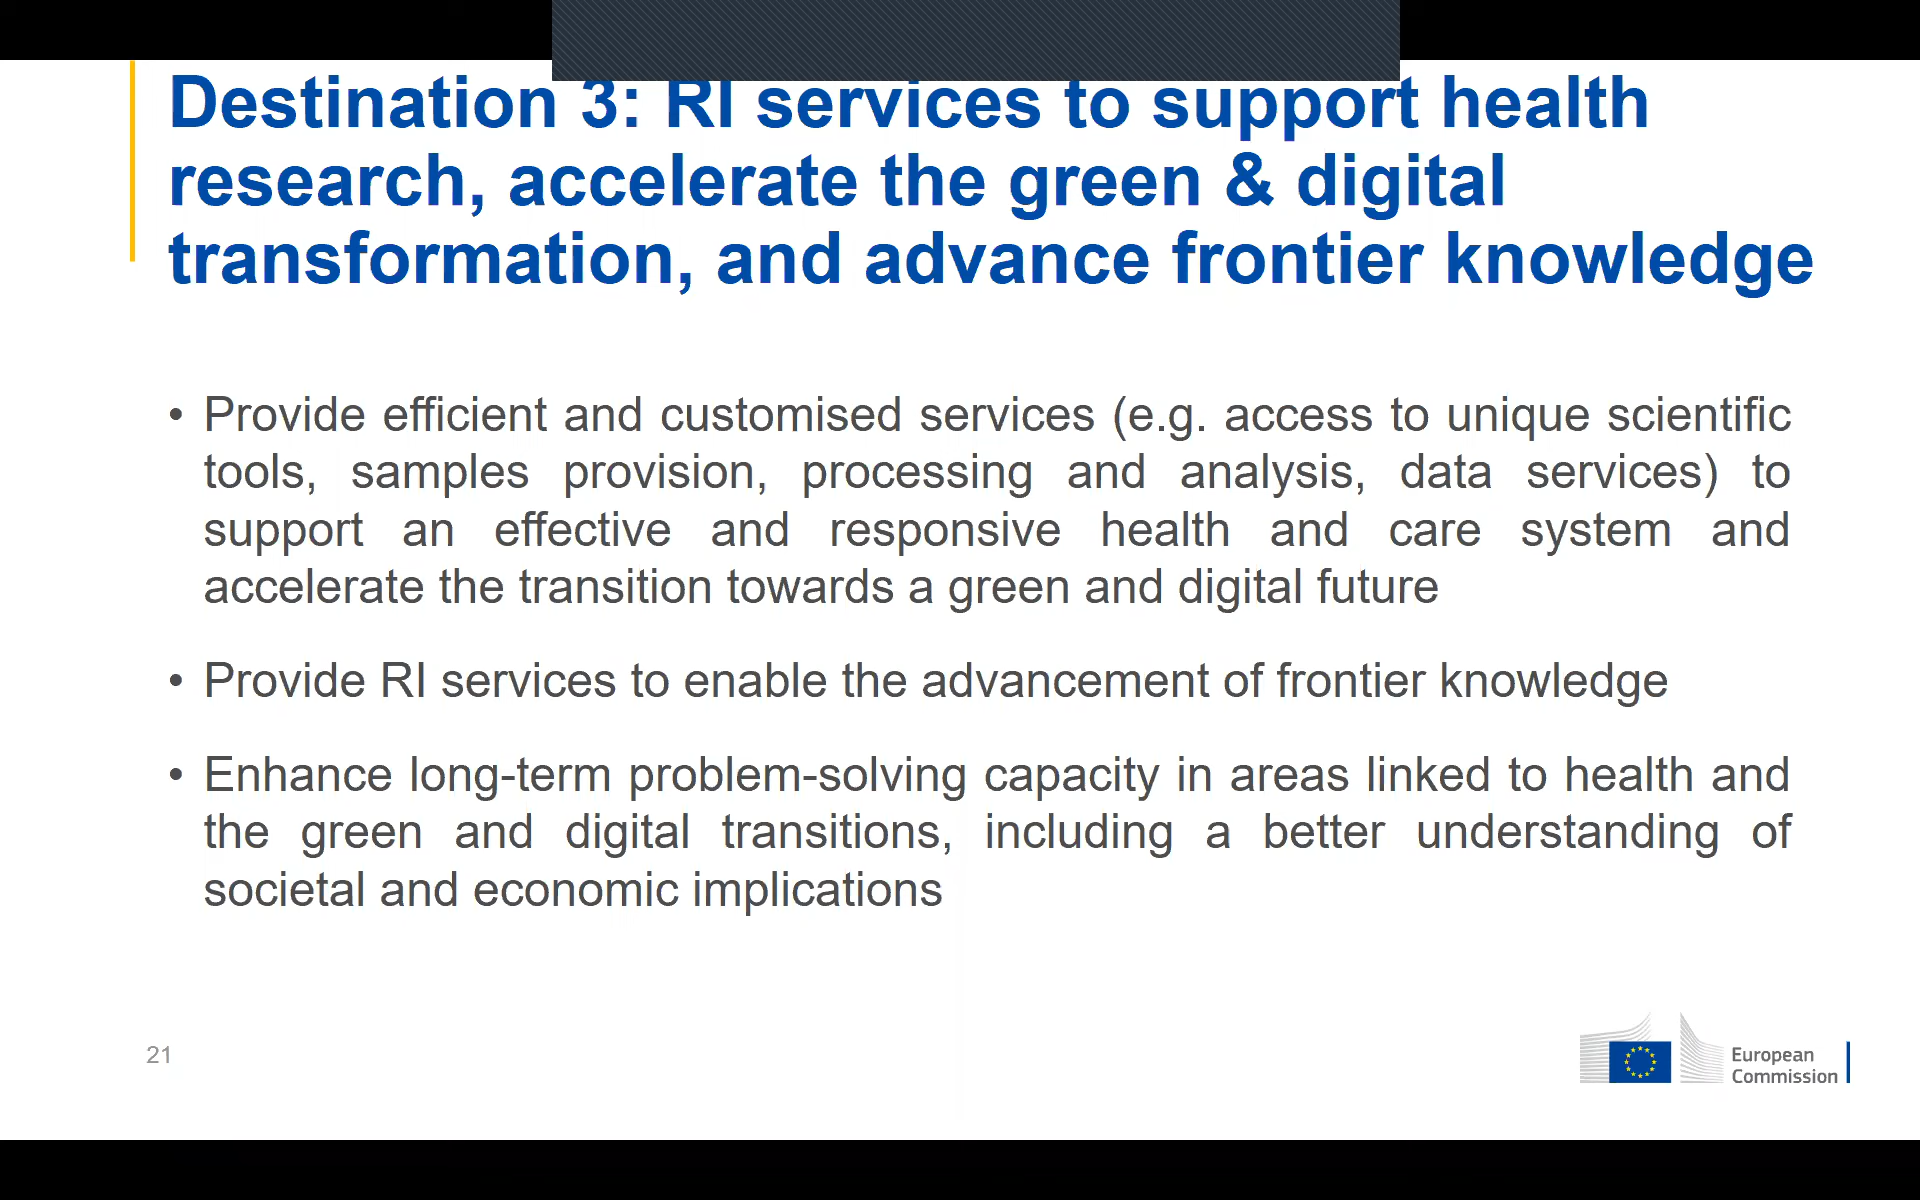 Destination 3: RI services to support health
research, accelerate the green & digital
transformation, and advance frontier knowledge
• Provide efficient and customised services (e.g. access to unique scientific
tools, samples provision, processing and analysis, data services) to
support an effective and responsive health and care system and
accelerate the transition towards a green and digital future
• Provide RI services to enable the advancement of frontier knowledge
• Enhance long-term problem-solving capacity in areas linked to health and
the green and digital transitions, including a better understanding of
societal and economic implications
21
European
Commission